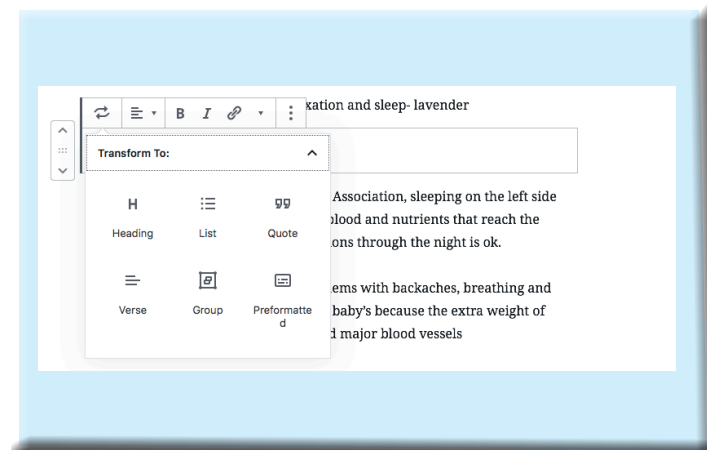 B I
xation and sleep- lavender
Transform To:
Heading List Quote
Verse Group Preformatte
d
Association, sleeping on the left side
blood and nutrients that reach the
ons through the night is ok.
ems with backaches, breathing and
baby's because the extra weight of
d major blood vessels